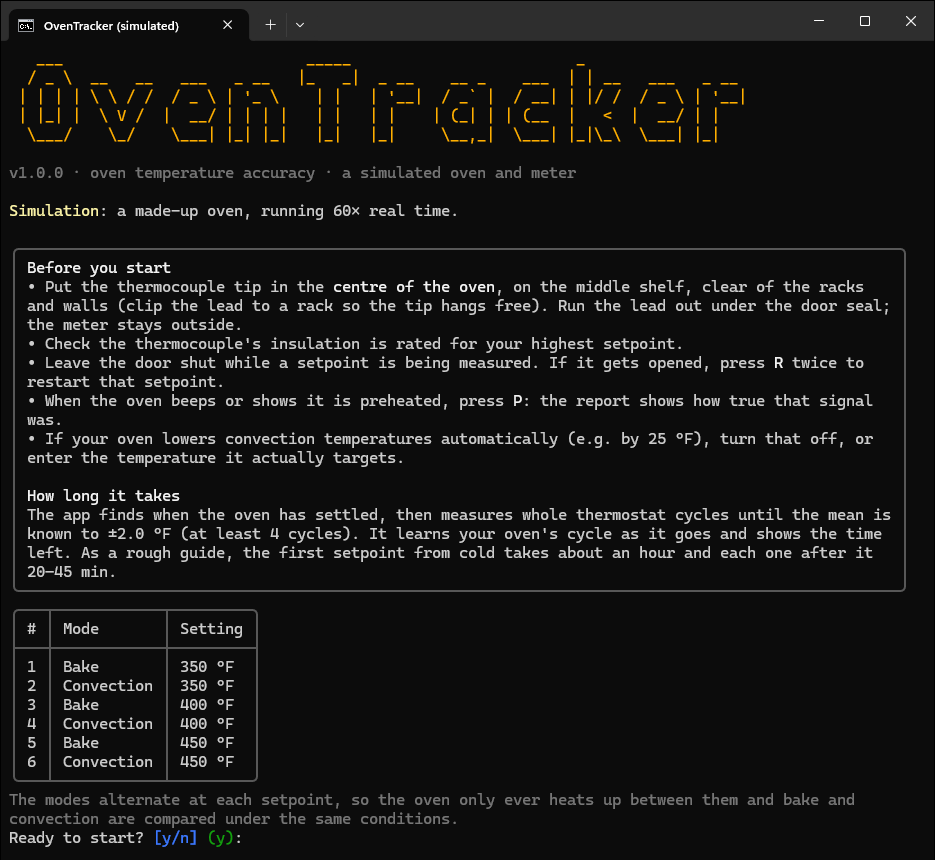 OvenTracker (simulated)
OvenTracker
v1.0.0 · oven temperature accuracy · a simulated oven and meter
Simulation: a made-up oven, running 60× real time.
Before you start
• Put the thermocouple tip in the centre of the oven, on the middle shelf, clear of the racks
and walls (clip the lead to a rack so the tip hangs free). Run the lead out under the door seal;
the meter stays outside.
• Check the thermocouple's insulation is rated for your highest setpoint.
• Leave the door shut while a setpoint is being measured. If it gets opened, press R twice to
restart that setpoint.
• When the oven beeps or shows it is preheated, press P: the report shows how true that signal
was.
• If your oven lowers convection temperatures automatically (e.g. by 25 °F), turn that off, or
enter the temperature it actually targets.
How long it takes
The app finds when the oven has settled, then measures whole thermostat cycles until the mean is
known to ±2.0 °F (at least 4 cycles). It learns your oven's cycle as it goes and shows the time
left. As a rough guide, the first setpoint from cold takes about an hour and each one after it
20–45 min.
# Mode Setting
1 Bake 350 °F
2 Convection 350 °F
3 Bake 400 °F
4 Convection 400 °F
5 Bake 450 °F
6 Convection 450 °F
The modes alternate at each setpoint, so the oven only ever heats up between them and bake and
convection are compared under the same conditions.
Ready to start? [y/n] (y):